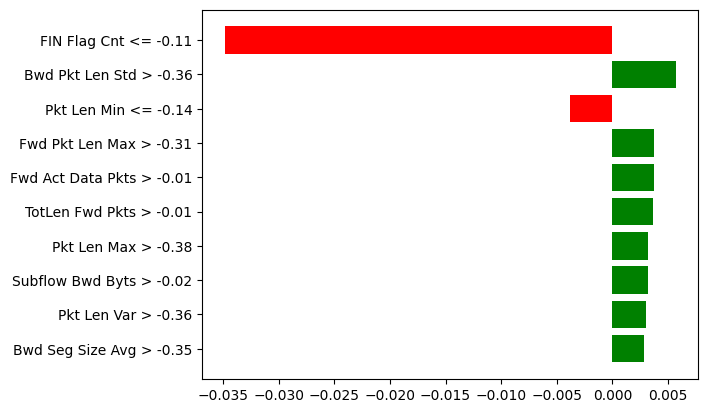 FIN Flag Cnt <= -0.11
Bwd Pkt Len Std > -0.36
Pkt Len Min <= -0.14
Fwd Pkt Len Max > -0.31
Fwd Act Data Pkts > -0.01
TotLen Fwd Pkts > -0.01
Pkt Len Max > -0.38
Subflow Bwd Byts > -0.02
Pkt Len Var > -0.36
Bwd Seg Size Avg > -0.35
−0.035 −0.030 −0.025 −0.020 −0.015 −0.010 −0.005 0.000 0.005